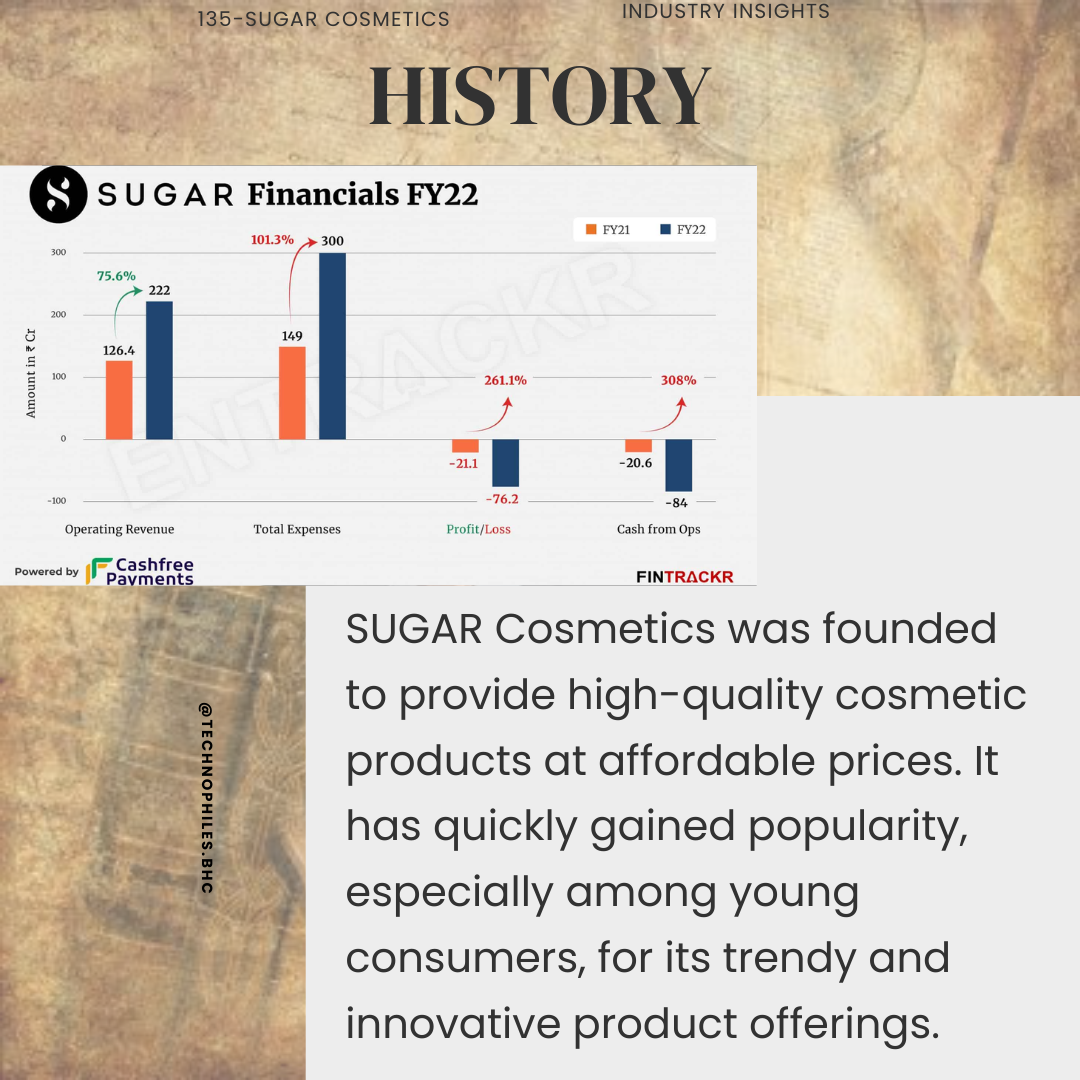 135-SUGAR COSMETICS
INDUSTRY INSIGHTS
HISTORY
SUGAR Financials FY22
FY21 FY22
Amount in ₹ Cr
300
200
100
0
-100
75.6%
126.4
222
101.3%
149
300
261.1%
-21.1
-76.2
308%
-20.6
-84
Operating Revenue
Total Expenses
Profit/Loss
Cash from Ops
ENTRACKR
Powered by Cashfree Payments
FINTRACKR
@TECHNOPHILES.BHC
SUGAR Cosmetics was founded
to provide high-quality cosmetic
products at affordable prices. It
has quickly gained popularity,
especially among young
consumers, for its trendy and
innovative product offerings.